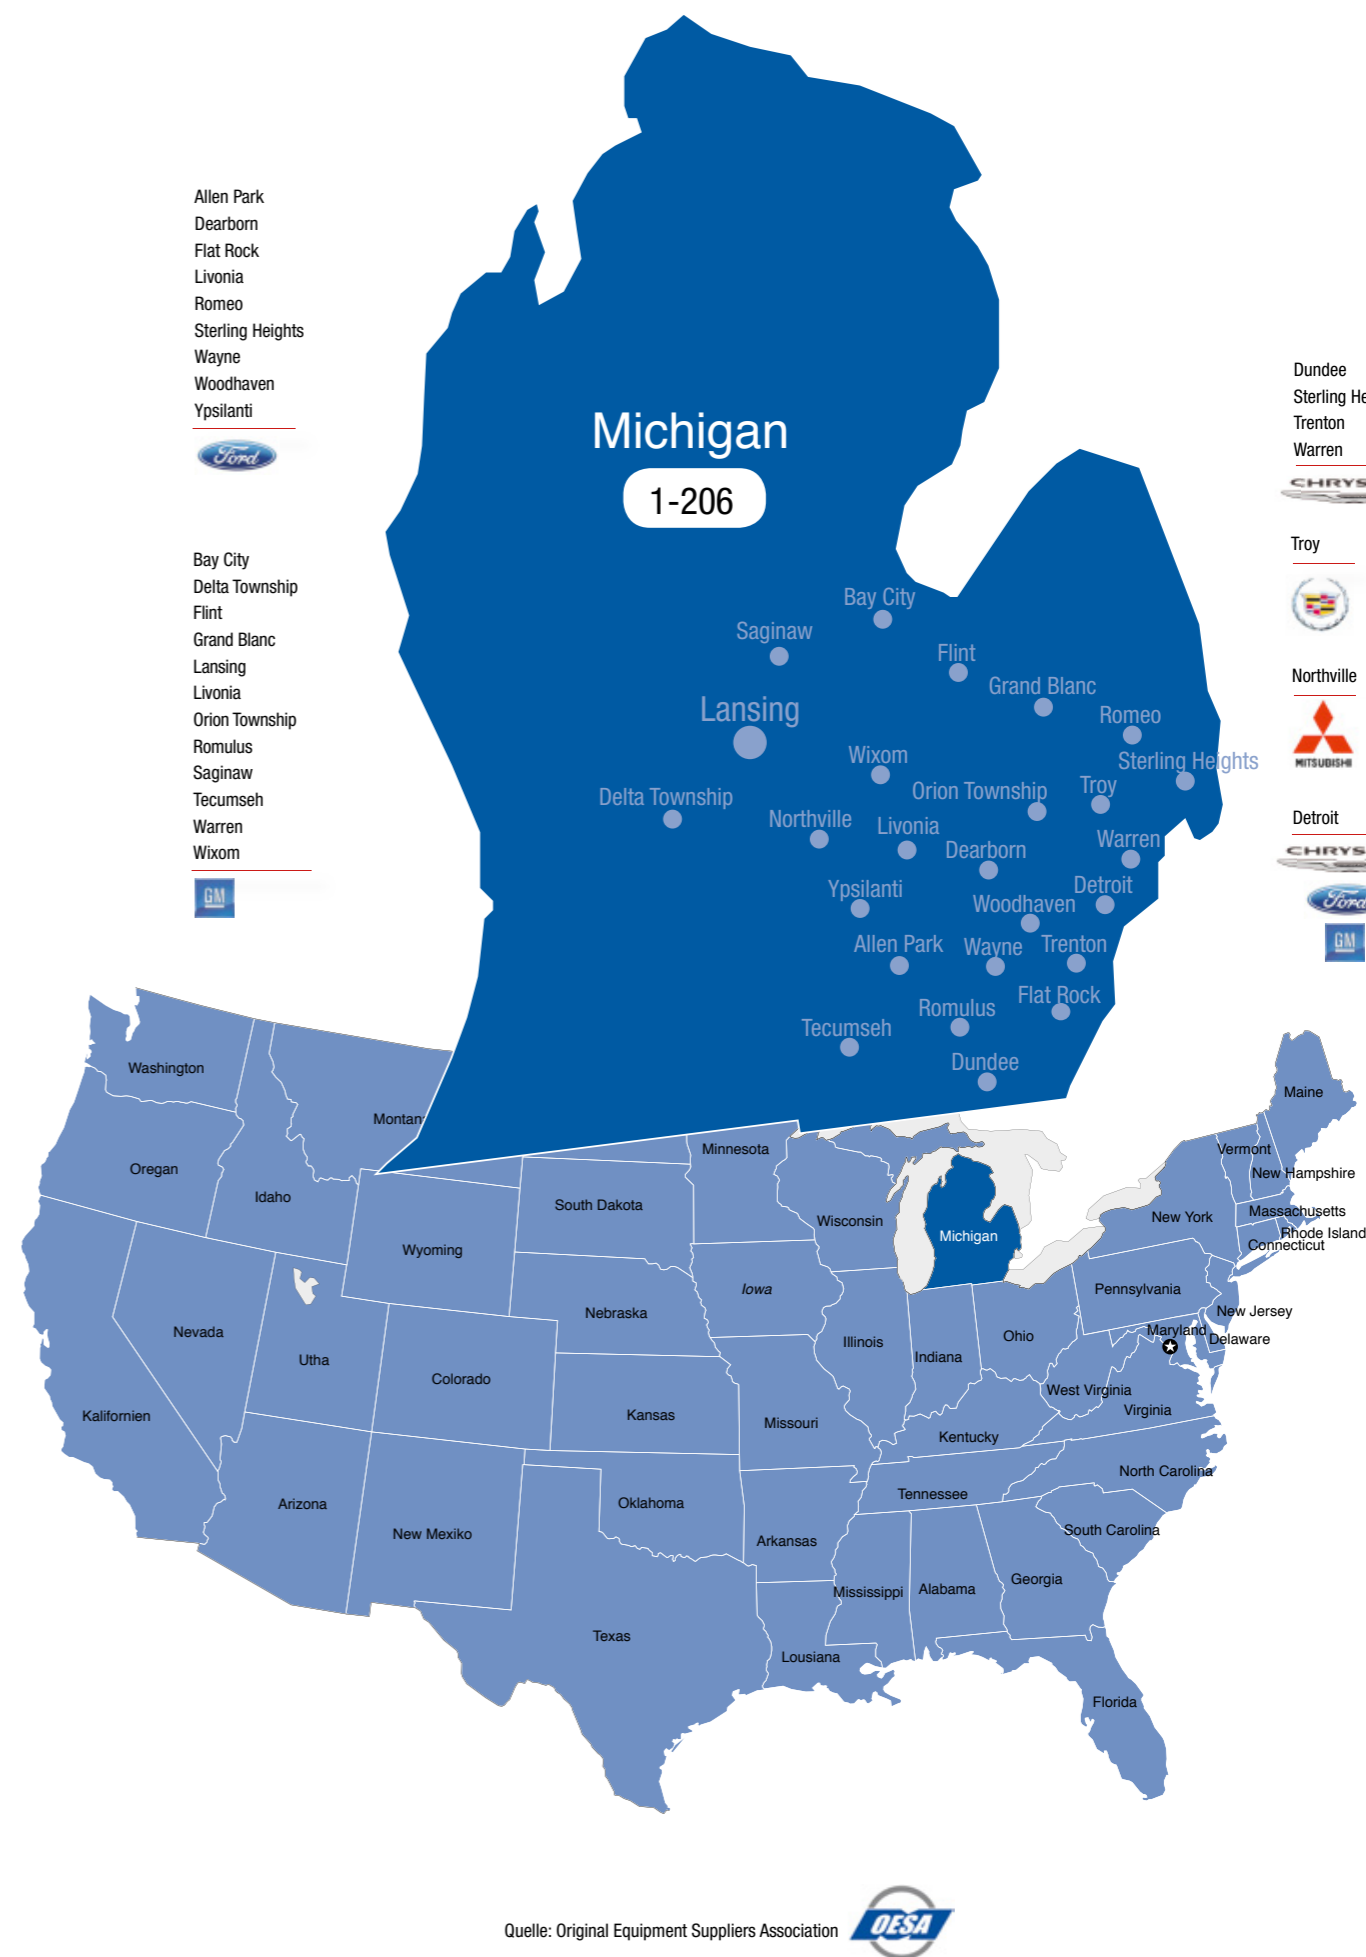 Allen Park
Dearborn
Flat Rock
Livonia
Romeo
Sterling Heights
Wayne
Woodhaven
Ypsilanti
Ford
Bay City
Delta Township
Flint
Grand Blanc
Lansing
Livonia
Orion Township
Romulus
Saginaw
Tecumseh
Warren
Wixom
GM
Michigan
1-206
Bay City
Saginaw
Flint
Grand Blanc
Lansing
Romeo
Wixom
Sterling Heights
Orion Township
Troy
Delta Township
Northville
Livonia
Warren
Dearborn
Ypsilanti
Detroit
Woodhaven
Allen Park
Wayne
Trenton
Flat Rock
Romulus
Tecumseh
Dundee
Dundee
Sterling He
Trenton
Warren
CHRYS
Troy
Northville
MITSUBISHI
Detroit
CHRYS
Ford
GM
Washington
Montan
Oregan
Idaho
Wyoming
South Dakota
Minnesota
Wisconsin
Michigan
Maine
Vermont
New Hampshire
New York
Massachusetts
Rhode Island
Connecticut
Nevada
Utha
Colorado
Nebraska
Iowa
Illinois
Indiana
Ohio
Pennsylvania
New Jersey
Maryland
Delaware
Kalifornien
Kansas
Missouri
West Virginia
Virginia
Kentucky
Arizona
New Mexiko
Oklahoma
Arkansas
Tennessee
North Carolina
South Carolina
Mississippi
Alabama
Georgia
Texas
Lousiana
Florida
Quelle: Original Equipment Suppliers Association
OESA